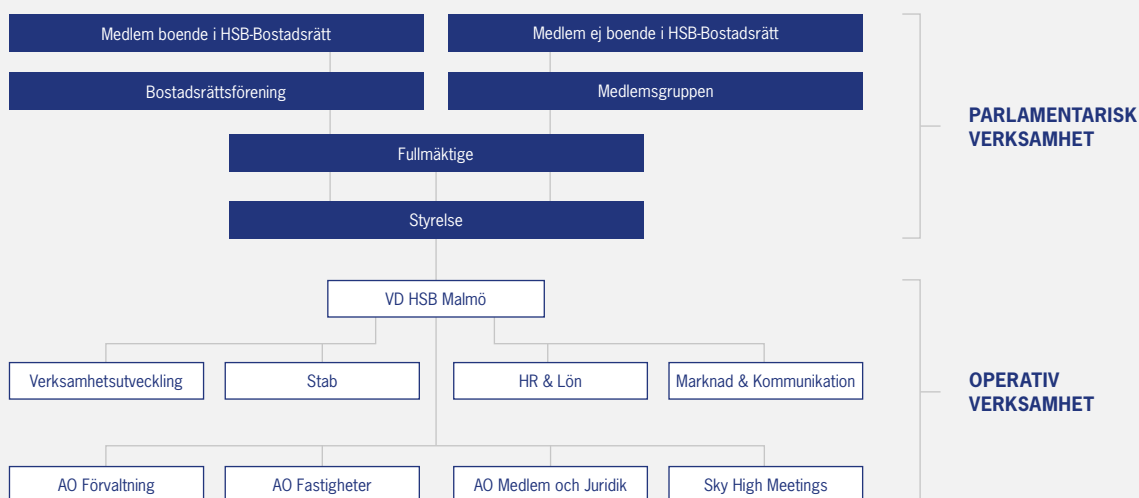 Medlem boende i HSB-Bostadsrätt
Medlem ej boende i HSB-Bostadsrätt
Bostadsrättsförening
Medlemsgruppen
PARLAMENTARISK
VERKSAMHET
Fullmäktige
Styrelse
VD HSB Malmö
Verksamhetsutveckling
Stab
HR & Lön
Marknad & Kommunikation
OPERATIV
VERKSAMHET
AO Förvaltning
AO Fastigheter
AO Medlem och Juridik
Sky High Meetings